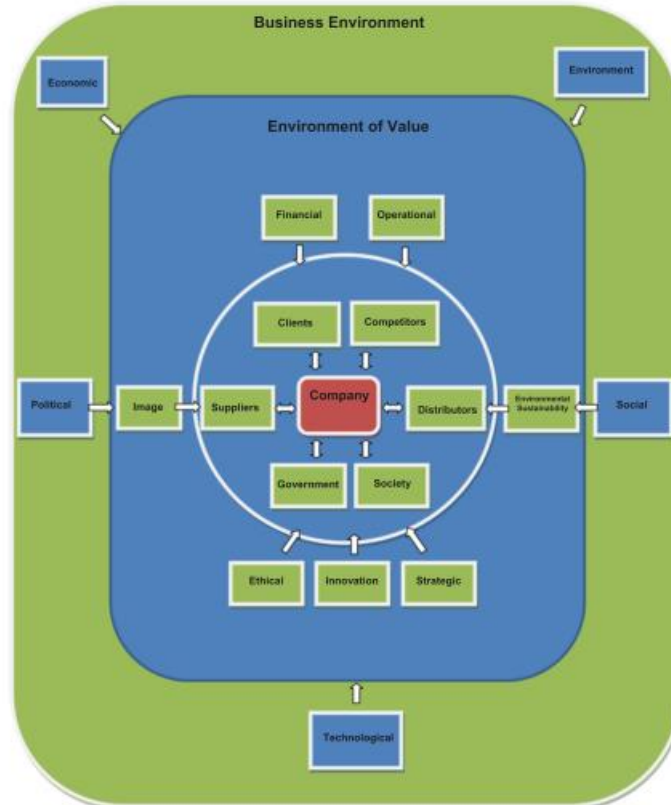 Business Environment
Economic
Environment
Environment of Value
Financial
Operational
Clients
Competitors
Political
Image
Suppliers
Company
Distributors
Environmental
Sustainability
Social
Government
Society
Ethical
Innovation
Strategic
Technological